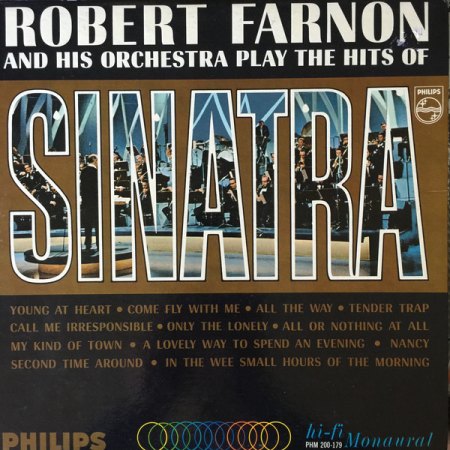 ROBERT FARNON
AND HIS ORCHESTRA PLAY THE HITS OF
PHILIPS
SINATRA
YOUNG AT HEART • COME FLY WITH ME • ALL THE WAY • TENDER TRAP
CALL ME IRRESPONSIBLE • ONLY THE LONELY • ALL OR NOTHING AT ALL
MY KIND OF TOWN • A LOVELY WAY TO SPEND AN EVENING • NANCY
SECOND TIME AROUND • IN THE WEE SMALL HOURS OF THE MORNING
PHILIPS
hi-fi
PHM 200-179 Monaural